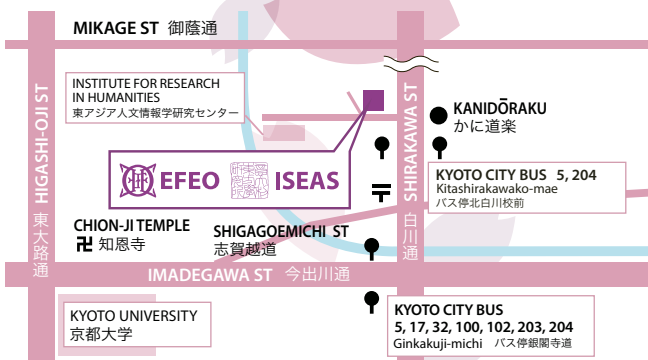 MIKAGE ST 御蔭通
INSTITUTE FOR RESEARCH
IN HUMANITIES
東アジア人文情報学研究センター
HIGASHI-OJI ST 東大路通
SHIRAKAWA ST 白川通
KANIDŌRAKU
かに道楽
EFEO ISEAS
〒
KYOTO CITY BUS 5, 204
Kitashirakawako-mae
バス停北白川校前
CHION-JI TEMPLE
卍 知恩寺
SHIGAGOEMICHI ST
志賀越道
IMADEGAWA ST 今出川通
KYOTO UNIVERSITY
京都大学
KYOTO CITY BUS
5, 17, 32, 100, 102, 203, 204
Ginkakuji-michi バス停銀閣寺道